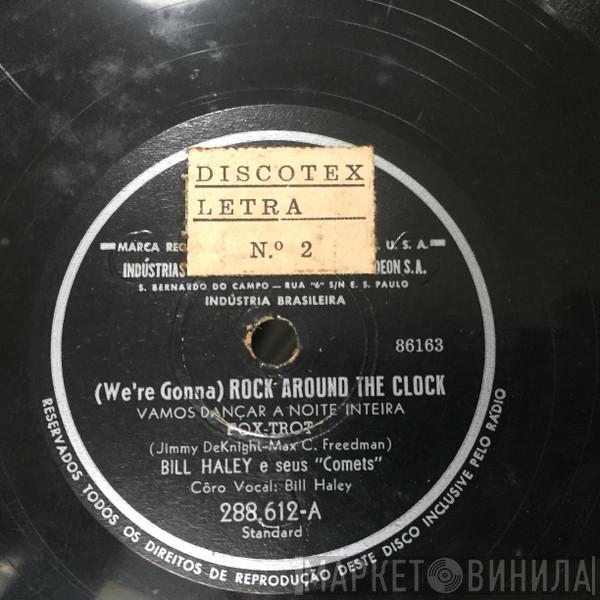 DISCOTEX
LETRA
N.º 2
MARCA REG U. S. A.
INDÚSTRIAS DEON S.A.
S. BERNARDO DO CAMPO — RUA "6" S/N E. S. PAULO
INDÚSTRIA BRASILEIRA
86163
(We're Gonna) ROCK AROUND THE CLOCK
VAMOS DANÇAR A NOITE INTEIRA
FOX-TROT
(Jimmy DeKnight-Max C. Freedman)
BILL HALEY e seus "Comets"
Côro Vocal: Bill Haley
288.612-A
Standard
RESERVADOS TODOS OS DIREITOS DE REPRODUÇÃO DESTE DISCO INCLUSIVE PELO RÁDIO
МАРКЕТ ВИНИЛА